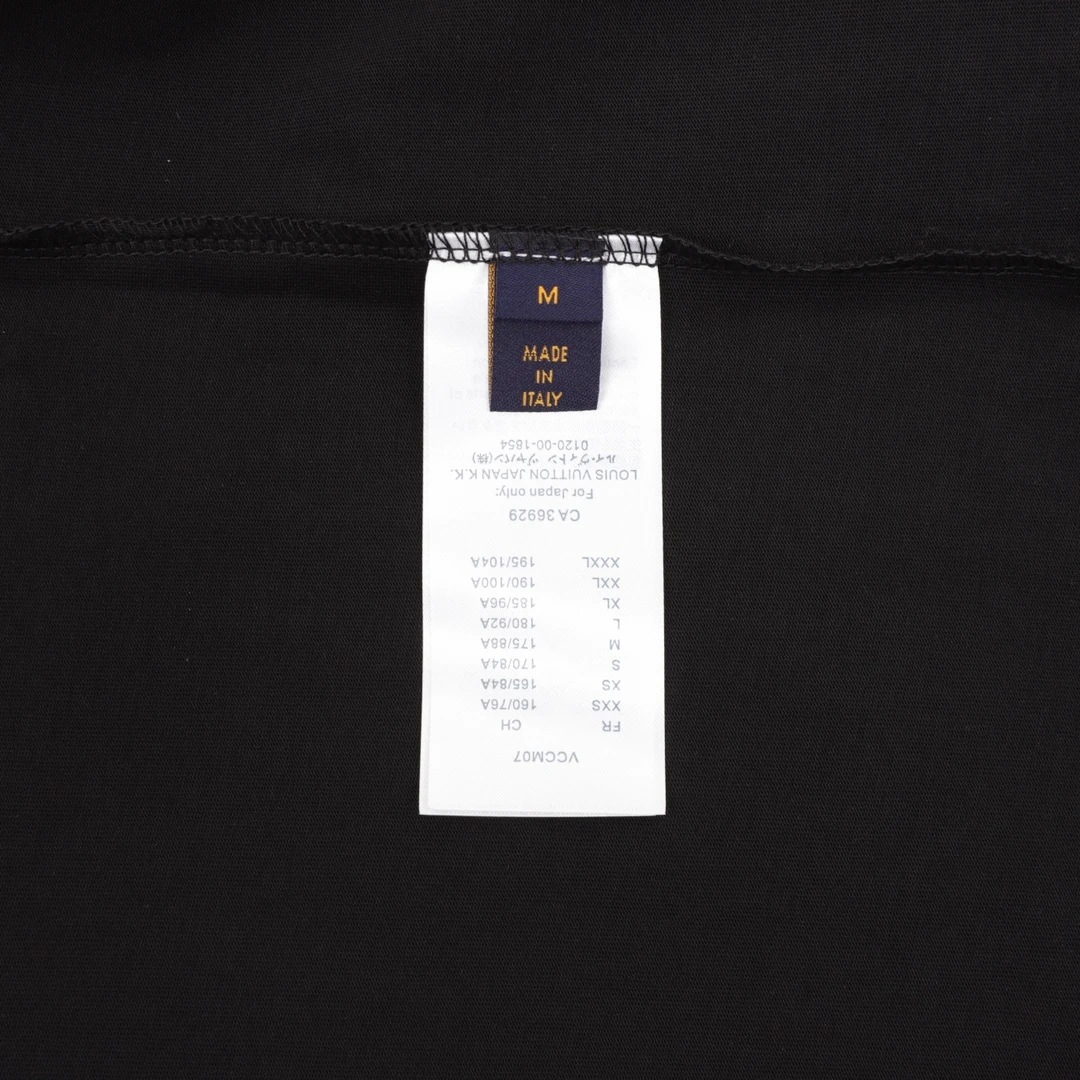 M
MADE
IN
ITALY
VCCM07
FR CH
XXS 160/76A
XS 165/84A
S 170/84A
M 175/88A
L 180/92A
XL 185/96A
XXL 190/100A
XXXL 195/104A
CA 36929
For Japan only:
LOUIS VUITTON JAPAN K.K.
ルイ・ヴィトン ジャパン(株)
0120-00-1854